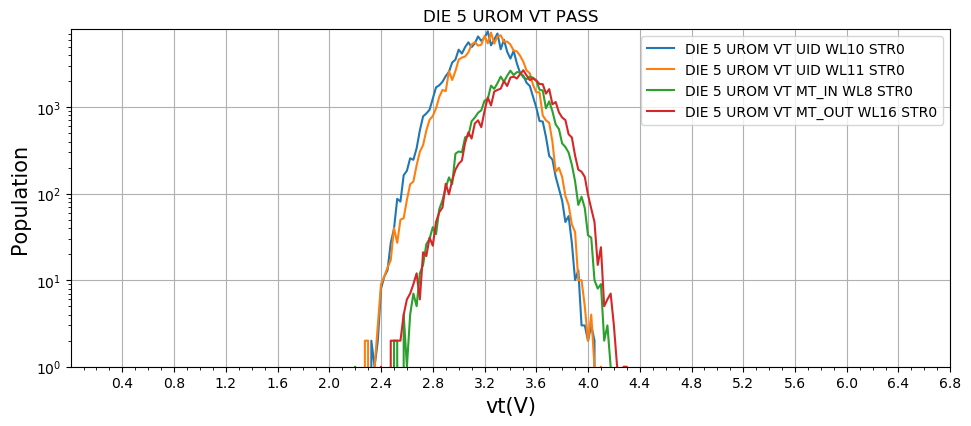 DIE 5 UROM VT PASS
DIE 5 UROM VT UID WL10 STR0
DIE 5 UROM VT UID WL11 STR0
DIE 5 UROM VT MT_IN WL8 STR0
DIE 5 UROM VT MT_OUT WL16 STR0
Population
10³
10²
10¹
10⁰
0.4 0.8 1.2 1.6 2.0 2.4 2.8 3.2 3.6 4.0 4.4 4.8 5.2 5.6 6.0 6.4 6.8
vt(V)